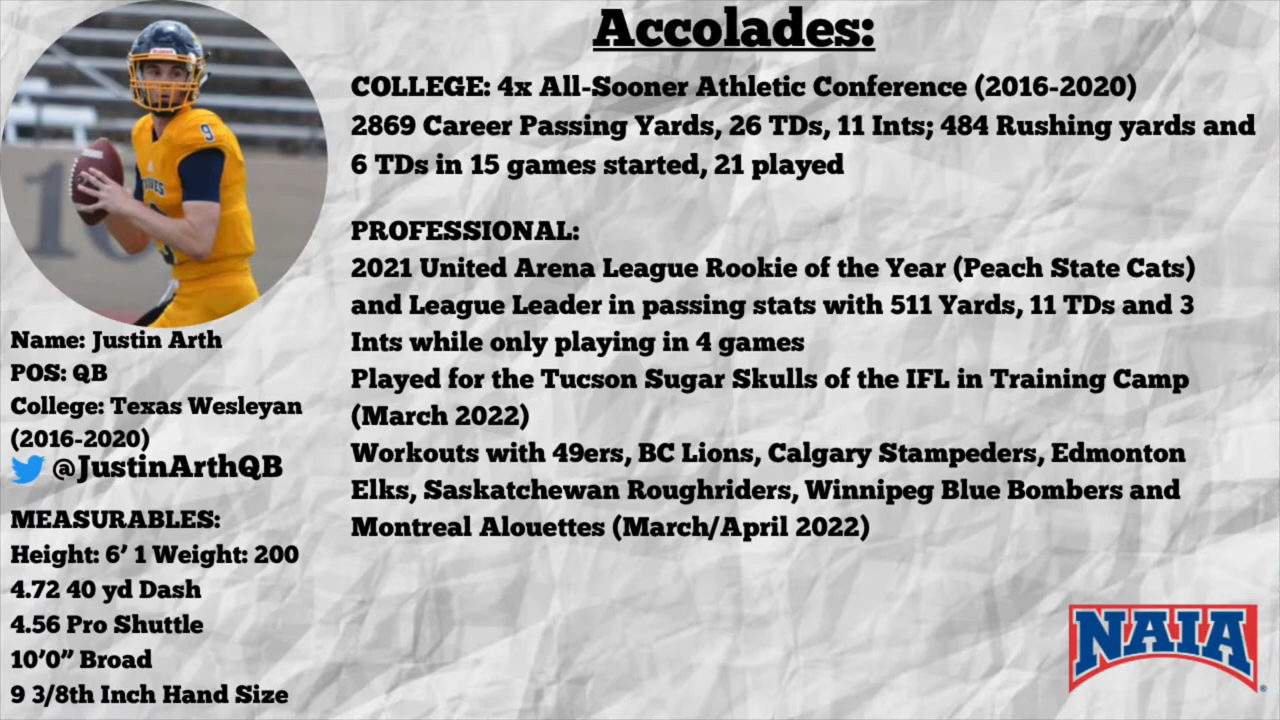 Accolades:
COLLEGE: 4x All-Sooner Athletic Conference (2016-2020)
2869 Career Passing Yards, 26 TDs, 11 Ints; 484 Rushing yards and
6 TDs in 15 games started, 21 played
PROFESSIONAL:
2021 United Arena League Rookie of the Year (Peach State Cats)
and League Leader in passing stats with 511 Yards, 11 TDs and 3
Ints while only playing in 4 games
Played for the Tucson Sugar Skulls of the IFL in Training Camp
(March 2022)
Workouts with 49ers, BC Lions, Calgary Stampeders, Edmonton
Elks, Saskatchewan Roughriders, Winnipeg Blue Bombers and
Montreal Alouettes (March/April 2022)
9
Name: Justin Arth
POS: QB
College: Texas Wesleyan
(2016-2020)
@JustinArthQB
MEASURABLES:
Height: 6’ 1 Weight: 200
4.72 40 yd Dash
4.56 Pro Shuttle
10’0” Broad
9 3/8th Inch Hand Size
NAIA®